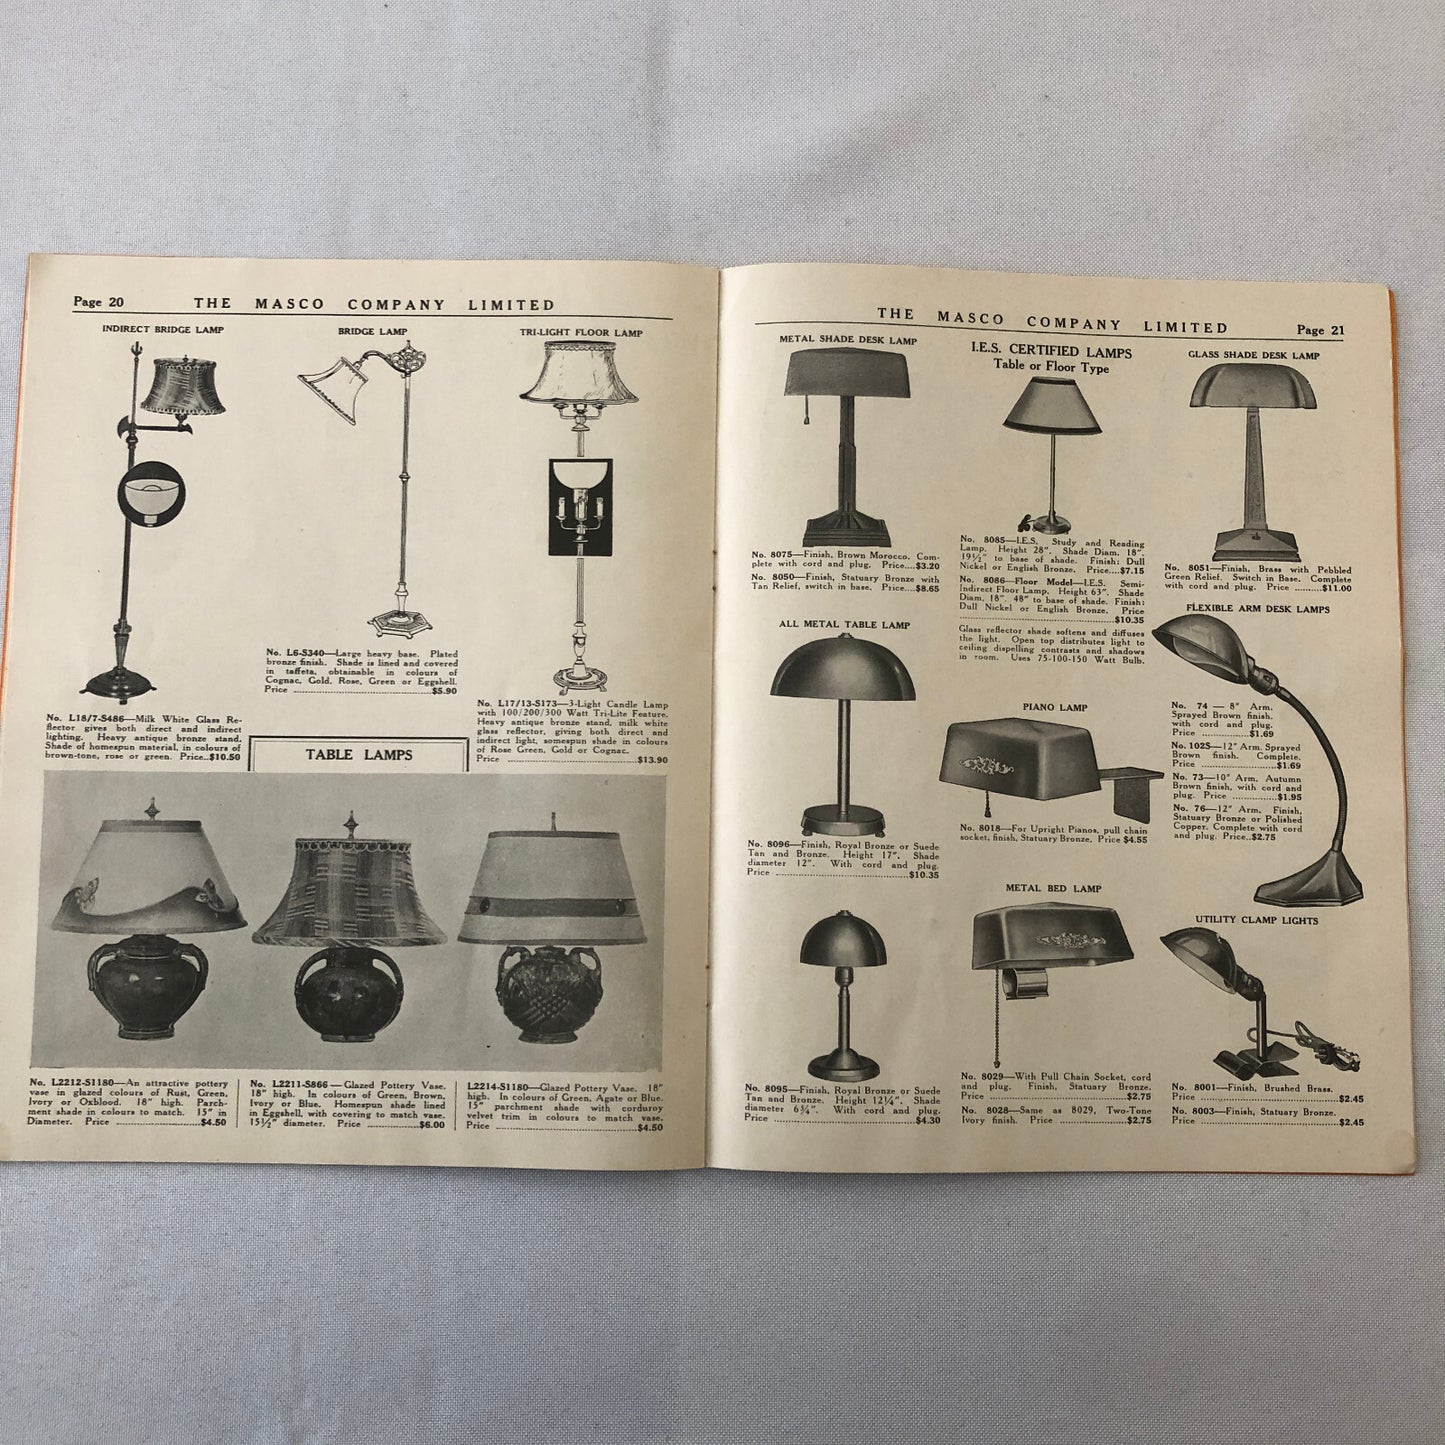 Page 20 THE MASCO COMPANY LIMITED
INDIRECT BRIDGE LAMP
No. L18/7-S486—Milk White Glass Re-
flector gives both direct and indirect
lighting. Heavy antique bronze stand.
Shade of homespun material, in colours of
brown-tone, rose or green. Price..$10.50
BRIDGE LAMP
No. L6-S340—Large heavy base. Plated
bronze finish. Shade is lined and covered
in taffeta, obtainable in colours of
Cognac, Gold, Rose, Green or Eggshell.
Price ........................................$5.90
TRI-LIGHT FLOOR LAMP
No. L17/13-S173—3-Light Candle Lamp
with 100/200/300 Watt Tri-Lite Feature.
Heavy antique bronze stand, milk white
glass reflector, giving both direct and
indirect light, somespun shade in colours
of Rose Green, Gold or Cognac.
Price ........................................$13.90
TABLE LAMPS
No. L2212-S1180—An attractive pottery
vase in glazed colours of Rust, Green,
Ivory or Oxblood. 18" high. Parch-
ment shade in colours to match. 15" in
Diameter. Price ........................$4.50
No. L2211-S866—Glazed Pottery Vase.
18" high. In colours of Green, Brown,
Ivory or Blue. Homespun shade lined
in Eggshell, with covering to match vase.
15½" diameter. Price ....................$6.00
L2214-S1180—Glazed Pottery Vase. 18"
high. In colours of Green, Agate or Blue.
15" parchment shade with corduroy
velvet trim in colours to match vase.
Price ........................................$4.50
THE MASCO COMPANY LIMITED Page 21
METAL SHADE DESK LAMP
No. 8075—Finish, Brown Morocco. Com-
plete with cord and plug. Price....$3.20
No. 8050—Finish, Statuary Bronze with
Tan Relief, switch in base. Price....$8.65
I.E.S. CERTIFIED LAMPS
Table or Floor Type
No. 8085—I.E.S. Study and Reading
Lamp. Height 28". Shade Diam. 18".
19½" to base of shade. Finish: Dull
Nickel or English Bronze. Price....$7.15
No. 8086—Floor Model—I.E.S. Semi-
Indirect Floor Lamp. Height 63". Shade
Diam. 18". 48" to base of shade. Finish:
Dull Nickel or English Bronze. Price
........................................$10.35
Glass reflector shade softens and diffuses
the light. Open top distributes light to
ceiling dispelling contrasts and shadows
in room. Uses 75-100-150 Watt Bulb.
GLASS SHADE DESK LAMP
No. 8051—Finish, Brass with Pebbled
Green Relief. Switch in Base. Complete
with cord and plug. Price .........$11.00
ALL METAL TABLE LAMP
No. 8096—Finish, Royal Bronze or Suede
Tan and Bronze. Height 17". Shade
diameter 12". With cord and plug.
Price ........................................$10.35
PIANO LAMP
No. 8018—For Upright Pianos, pull chain
socket, finish, Statuary Bronze. Price $4.55
FLEXIBLE ARM DESK LAMPS
No. 74 — 8" Arm.
Sprayed Brown finish,
with cord and plug.
Price ....................$1.69
No. 102S—12" Arm. Sprayed
Brown finish. Complete.
Price ....................$1.69
No. 73—10" Arm. Autumn
Brown finish, with cord and
plug. Price ................$1.95
No. 76—12" Arm. Finish,
Statuary Bronze or Polished
Copper. Complete with cord
and plug. Price..$2.75
No. 8095—Finish, Royal Bronze or Suede
Tan and Bronze. Height 12¼". Shade
diameter 6¾". With cord and plug.
Price ........................................$4.30
METAL BED LAMP
No. 8029—With Pull Chain Socket, cord
and plug. Finish, Statuary Bronze.
Price ........................................$2.75
No. 8028—Same as 8029, Two-Tone
Ivory finish. Price ....................$2.75
UTILITY CLAMP LIGHTS
No. 8001—Finish, Brushed Brass.
Price ........................................$2.45
No. 8003—Finish, Statuary Bronze.
Price ........................................$2.45